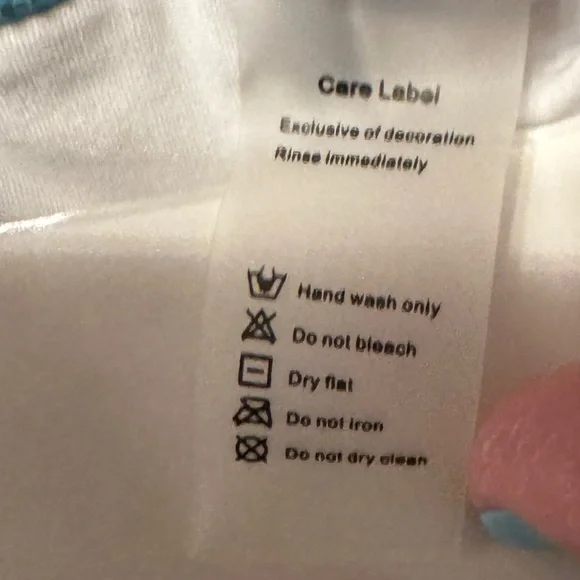 Care Label
Exclusive of decoration
Rinse immediately
Hand wash only
Do not bleach
Dry flat
Do not iron
Do not dry clean